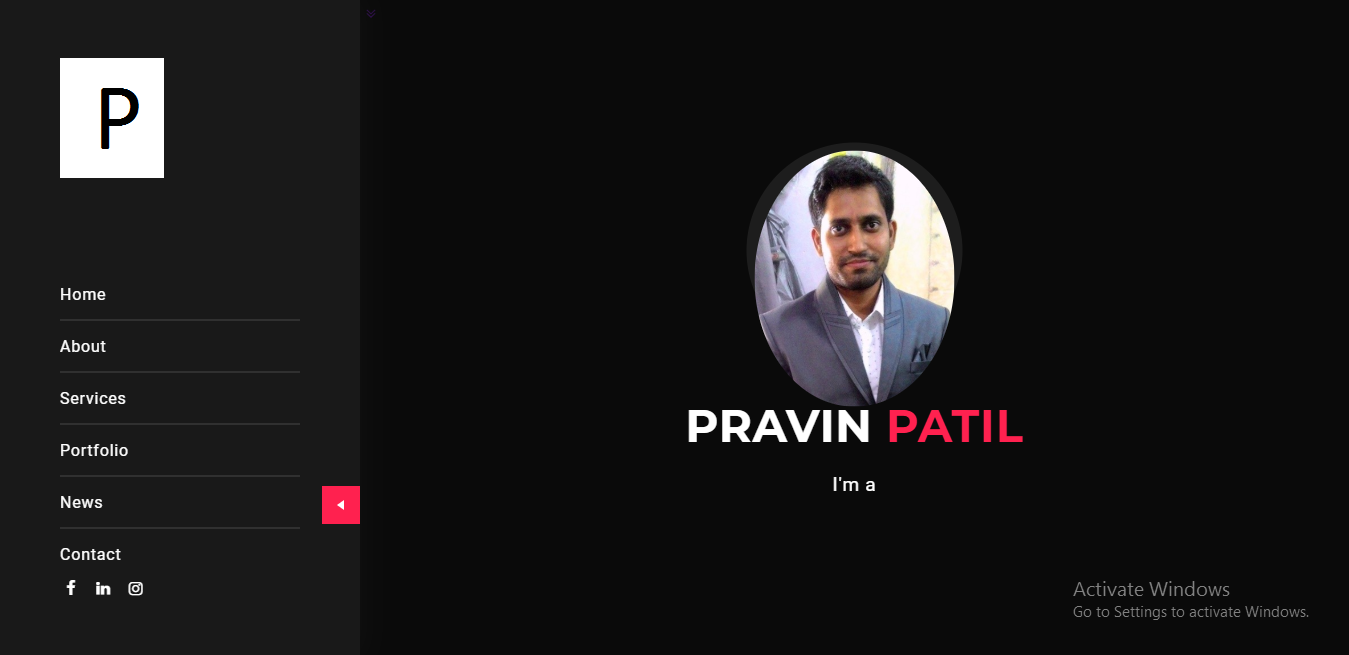 P
Home
About
Services
Portfolio
News
Contact
PRAVIN PATIL
I'm a
Activate Windows
Go to Settings to activate Windows.